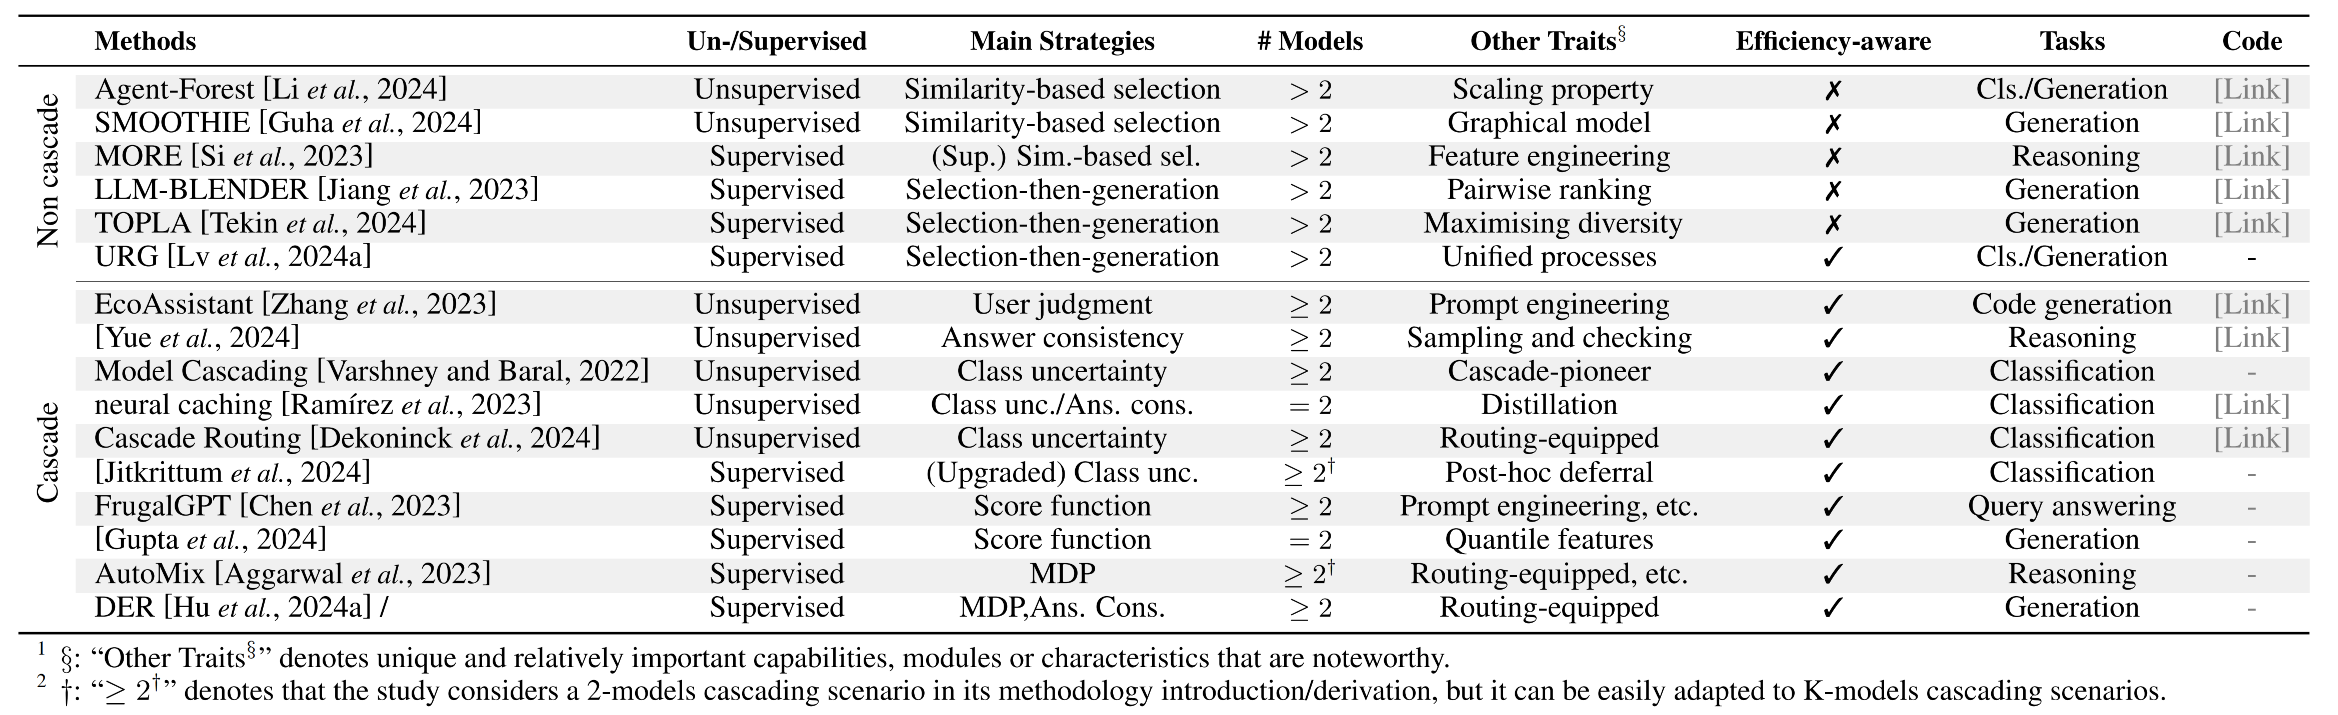 Methods Un-/Supervised Main Strategies # Models Other Traits§ Efficiency-aware Tasks Code
Non cascade
Agent-Forest [Li et al., 2024] Unsupervised Similarity-based selection > 2 Scaling property ✗ Cls./Generation [Link]
SMOOTHIE [Guha et al., 2024] Unsupervised Similarity-based selection > 2 Graphical model ✗ Generation [Link]
MORE [Si et al., 2023] Supervised (Sup.) Sim.-based sel. > 2 Feature engineering ✗ Reasoning [Link]
LLM-BLENDER [Jiang et al., 2023] Supervised Selection-then-generation > 2 Pairwise ranking ✗ Generation [Link]
TOPLA [Tekin et al., 2024] Supervised Selection-then-generation > 2 Maximising diversity ✗ Generation [Link]
URG [Lv et al., 2024a] Supervised Selection-then-generation > 2 Unified processes ✓ Cls./Generation -
Cascade
EcoAssistant [Zhang et al., 2023] Unsupervised User judgment ≥ 2 Prompt engineering ✓ Code generation [Link]
[Yue et al., 2024] Unsupervised Answer consistency ≥ 2 Sampling and checking ✓ Reasoning [Link]
Model Cascading [Varshney and Baral, 2022] Unsupervised Class uncertainty ≥ 2 Cascade-pioneer ✓ Classification -
neural caching [Ramírez et al., 2023] Unsupervised Class unc./Ans. cons. = 2 Distillation ✓ Classification [Link]
Cascade Routing [Dekoninck et al., 2024] Unsupervised Class uncertainty ≥ 2 Routing-equipped ✓ Classification [Link]
[Jitkrittum et al., 2024] Supervised (Upgraded) Class unc. ≥ 2† Post-hoc deferral ✓ Classification -
FrugalGPT [Chen et al., 2023] Supervised Score function ≥ 2 Prompt engineering, etc. ✓ Query answering -
[Gupta et al., 2024] Supervised Score function = 2 Quantile features ✓ Generation -
AutoMix [Aggarwal et al., 2023] Supervised MDP ≥ 2† Routing-equipped, etc. ✓ Reasoning -
DER [Hu et al., 2024a] / Supervised MDP,Ans. Cons. ≥ 2 Routing-equipped ✓ Generation -
1 §: “Other Traits§” denotes unique and relatively important capabilities, modules or characteristics that are noteworthy.
2 †: “≥ 2†” denotes that the study considers a 2-models cascading scenario in its methodology introduction/derivation, but it can be easily adapted to K-models cascading scenarios.